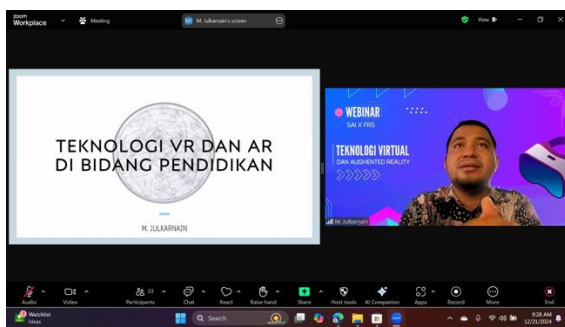 zoom
Workplace
Meeting
M. Julkarnain's screen
View
TEKNOLOGI VR DAN AR
DI BIDANG PENDIDIKAN
M. JULKARNAIN
WEBINAR
SAI X FRS
TEKNOLOGI VIRTUAL
DAN AUGMENTED REALITY
M. Julkarnain
Audio
Video
33
Participants
Chat
React
Raise hand
Share
Host tools
AI Companion
Apps
Record
More
End
Watchlist
Ideas
Search
9:28 AM
12/21/2024